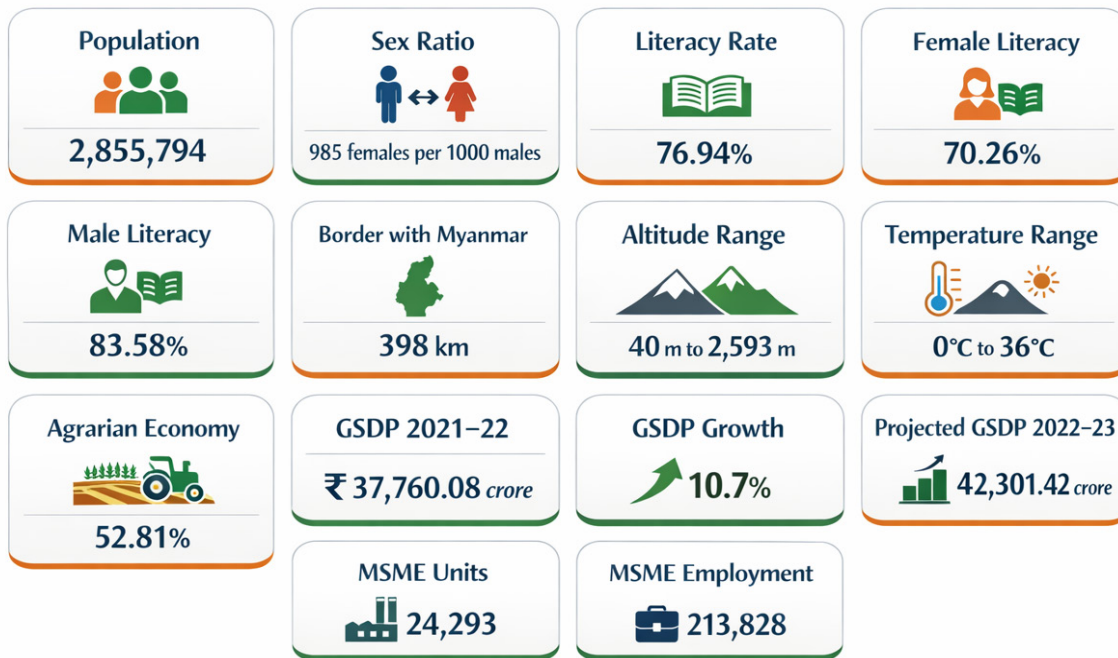 Population
2,855,794
Sex Ratio
985 females per 1000 males
Literacy Rate
76.94%
Female Literacy
70.26%
Male Literacy
83.58%
Border with Myanmar
398 km
Altitude Range
40 m to 2,593 m
Temperature Range
0°C to 36°C
Agrarian Economy
52.81%
GSDP 2021–22
₹ 37,760.08 crore
GSDP Growth
10.7%
Projected GSDP 2022–23
42,301.42 crore
MSME Units
24,293
MSME Employment
213,828